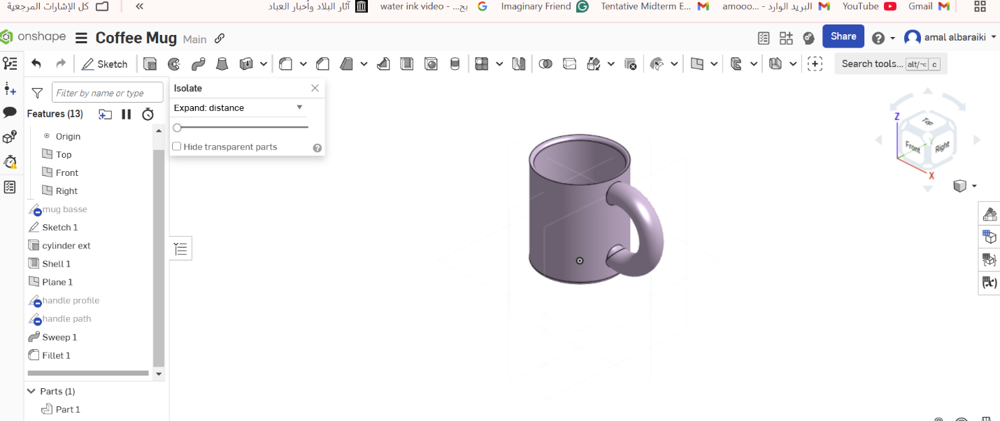 كل الإشارات المرجعية « آثار البلاد وأخبار العباد water ink video - بح... Imaginary Friend Tentative Midterm E... البريد الوارد - amooo... YouTube Gmail
onshape Coffee Mug Main Share amal albaraiki
Sketch Search tools... alt/⌥ c
Filter by name or type
Features (13)
Origin
Top
Front
Right
mug basse
Sketch 1
cylinder ext
Shell 1
Plane 1
handle profile
handle path
Sweep 1
Fillet 1
Parts (1)
Part 1
Isolate
Expand: distance
Hide transparent parts
Z
Top
Front
Y
Right
X